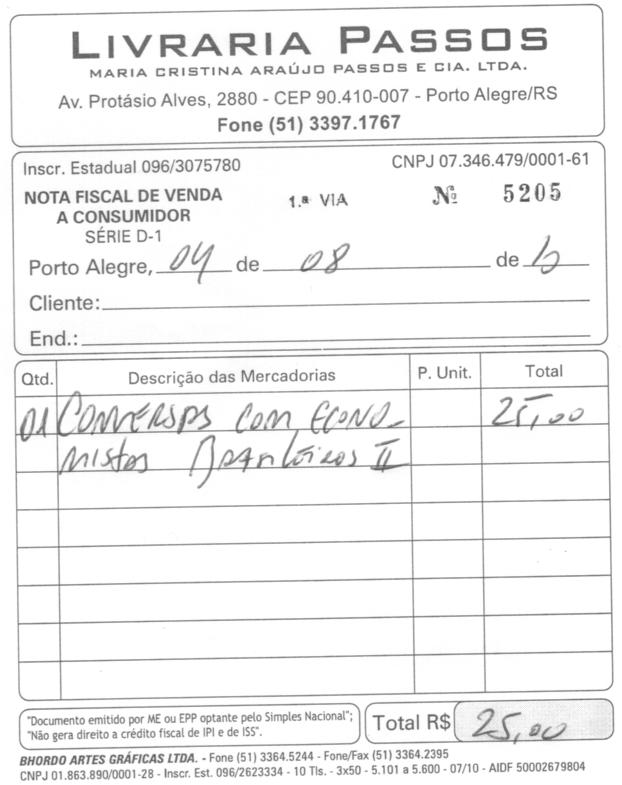 LIVRARIA PASSOS
MARIA CRISTINA ARAÚJO PASSOS E CIA. LTDA.
Av. Protásio Alves, 2880 - CEP 90.410-007 - Porto Alegre/RS
Fone (51) 3397.1767
Inscr. Estadual 096/3075780 CNPJ 07.346.479/0001-61
NOTA FISCAL DE VENDA 1.ª VIA Nº 5205
A CONSUMIDOR
SÉRIE D-1
Porto Alegre, 04 de 08 de
Cliente:
End.:
Qtd. Descrição das Mercadorias P. Unit. Total
01 CONVERSAS COM ECONO- 25,00
mistas Brasileiros II
"Documento emitido por ME ou EPP optante pelo Simples Nacional";
"Não gera direito a crédito fiscal de IPI e de ISS".
Total R$ 25,00
BHORDO ARTES GRÁFICAS LTDA. - Fone (51) 3364.5244 - Fone/Fax (51) 3364.2395
CNPJ 01.863.890/0001-28 - Inscr. Est. 096/2623334 - 10 Tls. - 3x50 - 5.101 a 5.600 - 07/10 - AIDF 50002679804